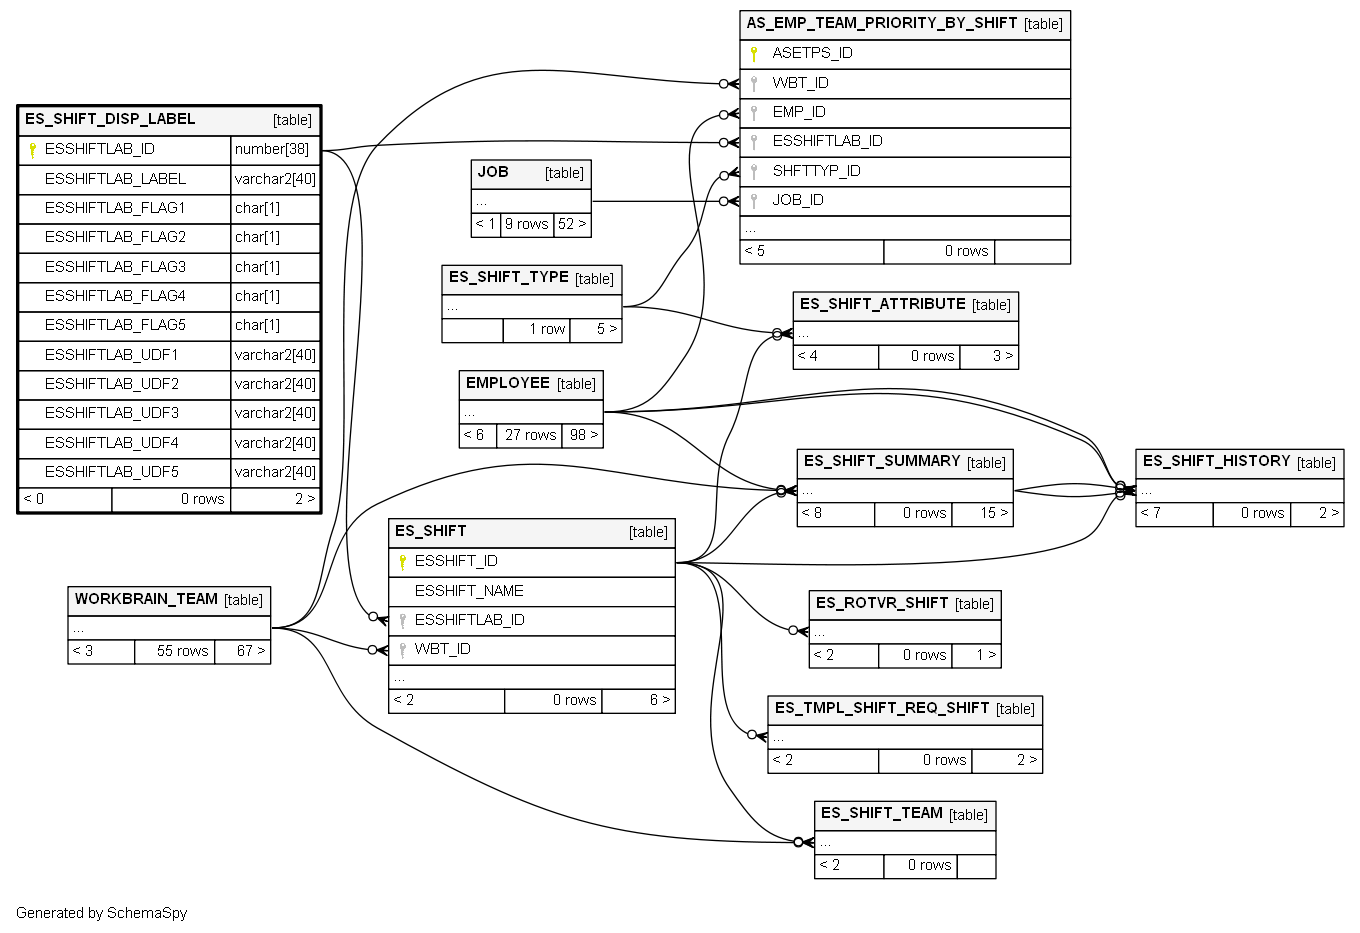 AS_EMP_TEAM_PRIORITY_BY_SHIFT [table]
ASETPS_ID
WBT_ID
EMP_ID
ESSHIFTLAB_ID
SHFTTYP_ID
JOB_ID
...
< 5 0 rows
ES_SHIFT_DISP_LABEL [table]
ESSHIFTLAB_ID number[38]
ESSHIFTLAB_LABEL varchar2[40]
ESSHIFTLAB_FLAG1 char[1]
ESSHIFTLAB_FLAG2 char[1]
ESSHIFTLAB_FLAG3 char[1]
ESSHIFTLAB_FLAG4 char[1]
ESSHIFTLAB_FLAG5 char[1]
ESSHIFTLAB_UDF1 varchar2[40]
ESSHIFTLAB_UDF2 varchar2[40]
ESSHIFTLAB_UDF3 varchar2[40]
ESSHIFTLAB_UDF4 varchar2[40]
ESSHIFTLAB_UDF5 varchar2[40]
< 0 0 rows 2 >
JOB [table]
...
< 1 9 rows 52 >
ES_SHIFT_TYPE [table]
...
1 row 5 >
ES_SHIFT_ATTRIBUTE [table]
...
< 4 0 rows 3 >
EMPLOYEE [table]
...
< 6 27 rows 98 >
ES_SHIFT_SUMMARY [table]
...
< 8 0 rows 15 >
ES_SHIFT_HISTORY [table]
...
< 7 0 rows 2 >
ES_SHIFT [table]
ESSHIFT_ID
ESSHIFT_NAME
ESSHIFTLAB_ID
WBT_ID
...
< 2 0 rows 6 >
WORKBRAIN_TEAM [table]
...
< 3 55 rows 67 >
ES_ROTVR_SHIFT [table]
...
< 2 0 rows 1 >
ES_TMPL_SHIFT_REQ_SHIFT [table]
...
< 2 0 rows 2 >
ES_SHIFT_TEAM [table]
...
< 2 0 rows
Generated by SchemaSpy